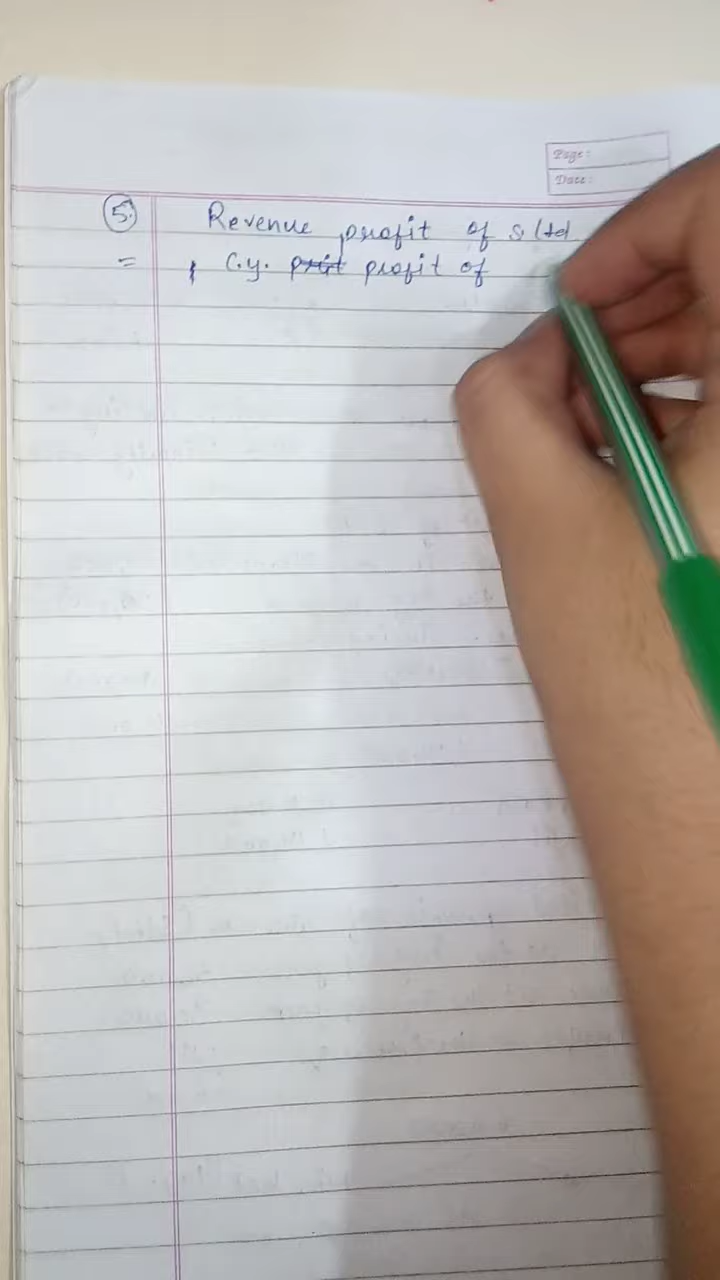 Page:
Date:
5. Revenue profit of S Ltd
= , C.y. profit of